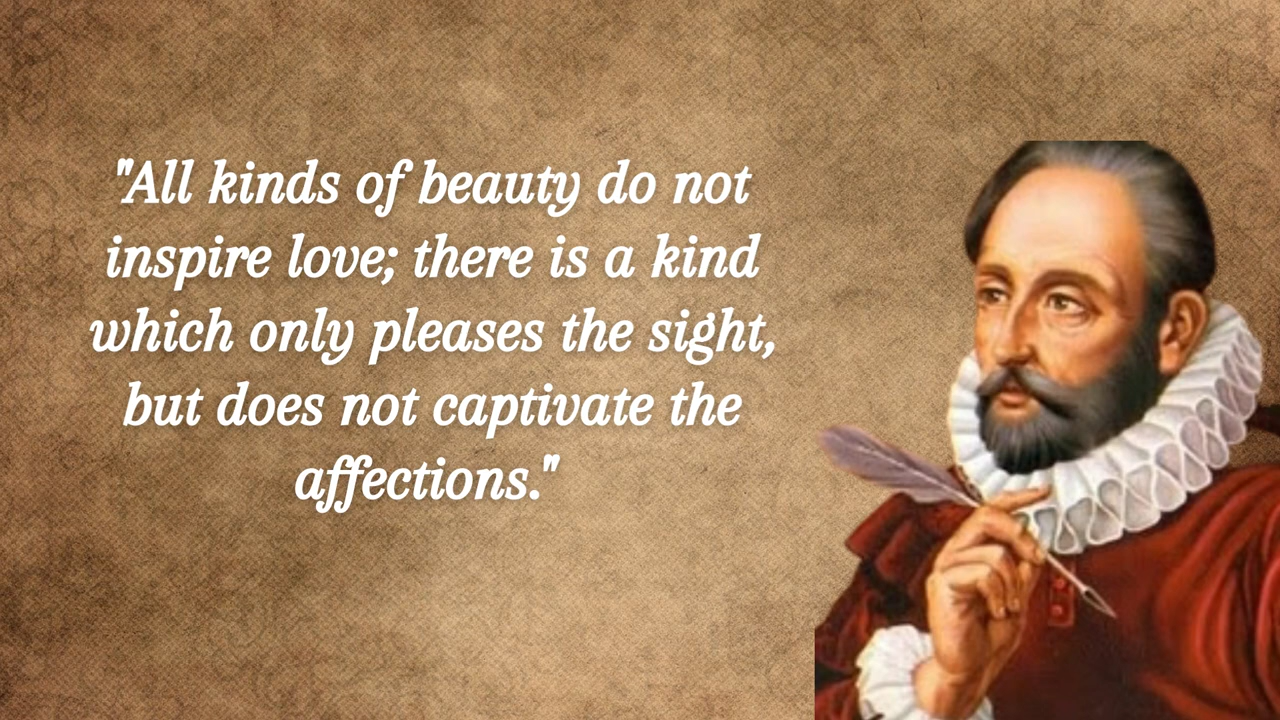 "All kinds of beauty do not
inspire love; there is a kind
which only pleases the sight,
but does not captivate the
affections."